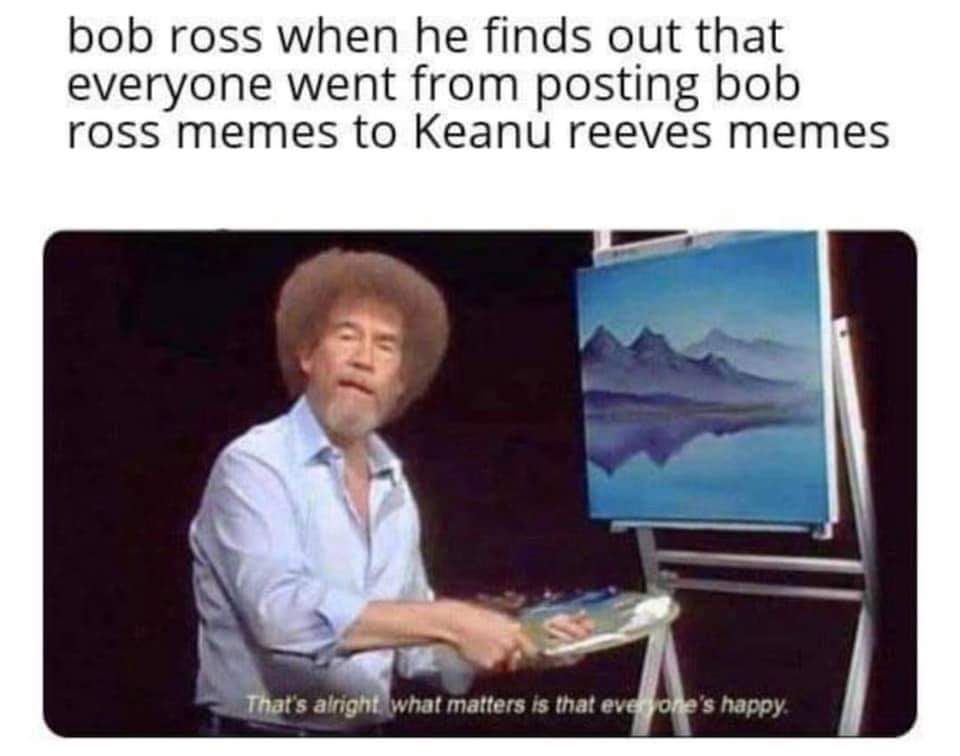 bob ross when he finds out that
everyone went from posting bob
ross memes to Keanu reeves memes
That's alright, what matters is that everyone's happy.